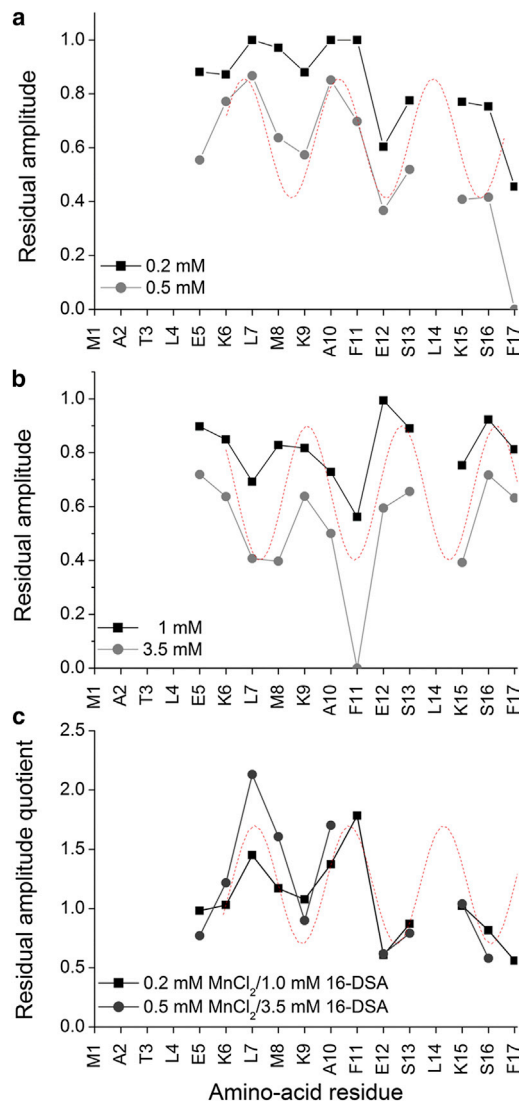 a
Residual amplitude
1.0
0.8
0.6
0.4
0.2
0.0
0.2 mM
0.5 mM
M1 A2 T3 L4 E5 K6 L7 M8 K9 A10 F11 E12 S13 L14 K15 S16 F17
b
Residual amplitude
1.0
0.8
0.6
0.4
0.2
0.0
1 mM
3.5 mM
M1 A2 T3 L4 E5 K6 L7 M8 K9 A10 F11 E12 S13 L14 K15 S16 F17
c
Residual amplitude quotient
2.5
2.0
1.5
1.0
0.5
0.0
0.2 mM MnCl₂/1.0 mM 16-DSA
0.5 mM MnCl₂/3.5 mM 16-DSA
M1 A2 T3 L4 E5 K6 L7 M8 K9 A10 F11 E12 S13 L14 K15 S16 F17
Amino-acid residue